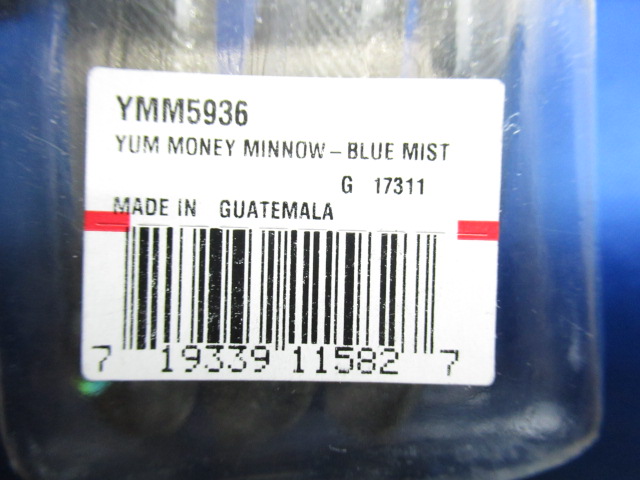 YMM5936
YUM MONEY MINNOW – BLUE MIST
G 17311
MADE IN GUATEMALA
7 19339 11582 7